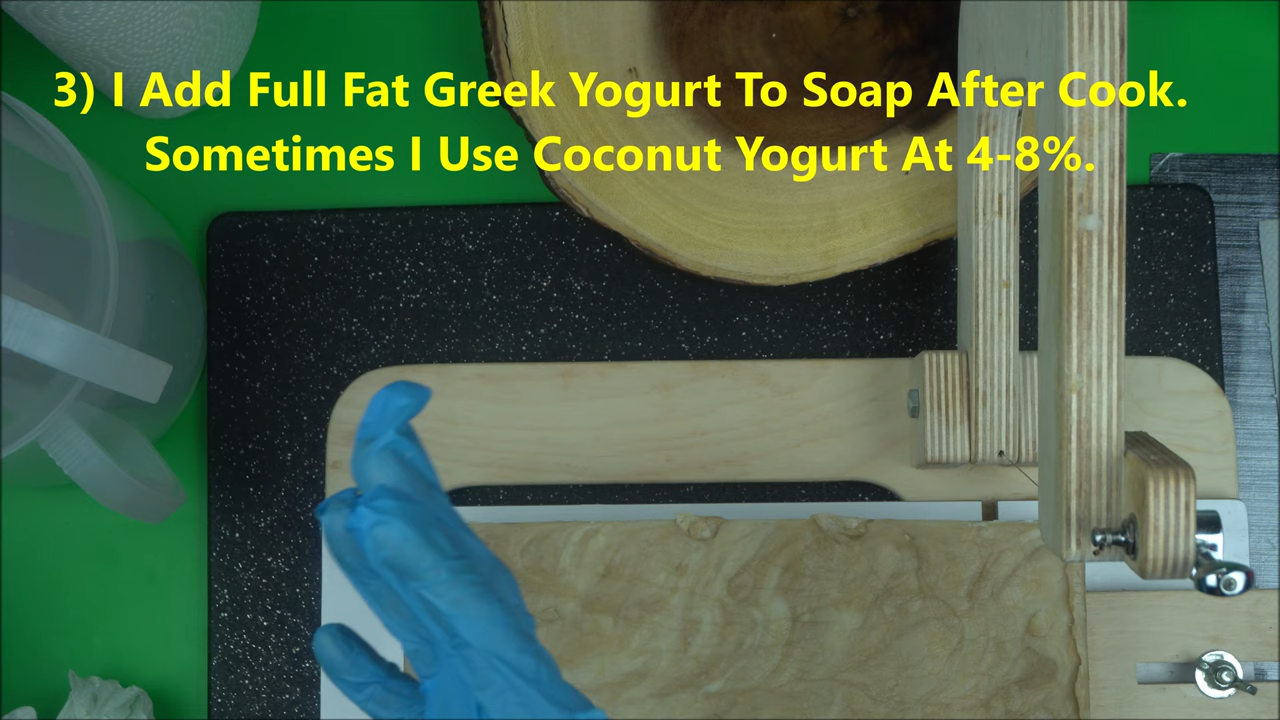 3) I Add Full Fat Greek Yogurt To Soap After Cook.
Sometimes I Use Coconut Yogurt At 4-8%.